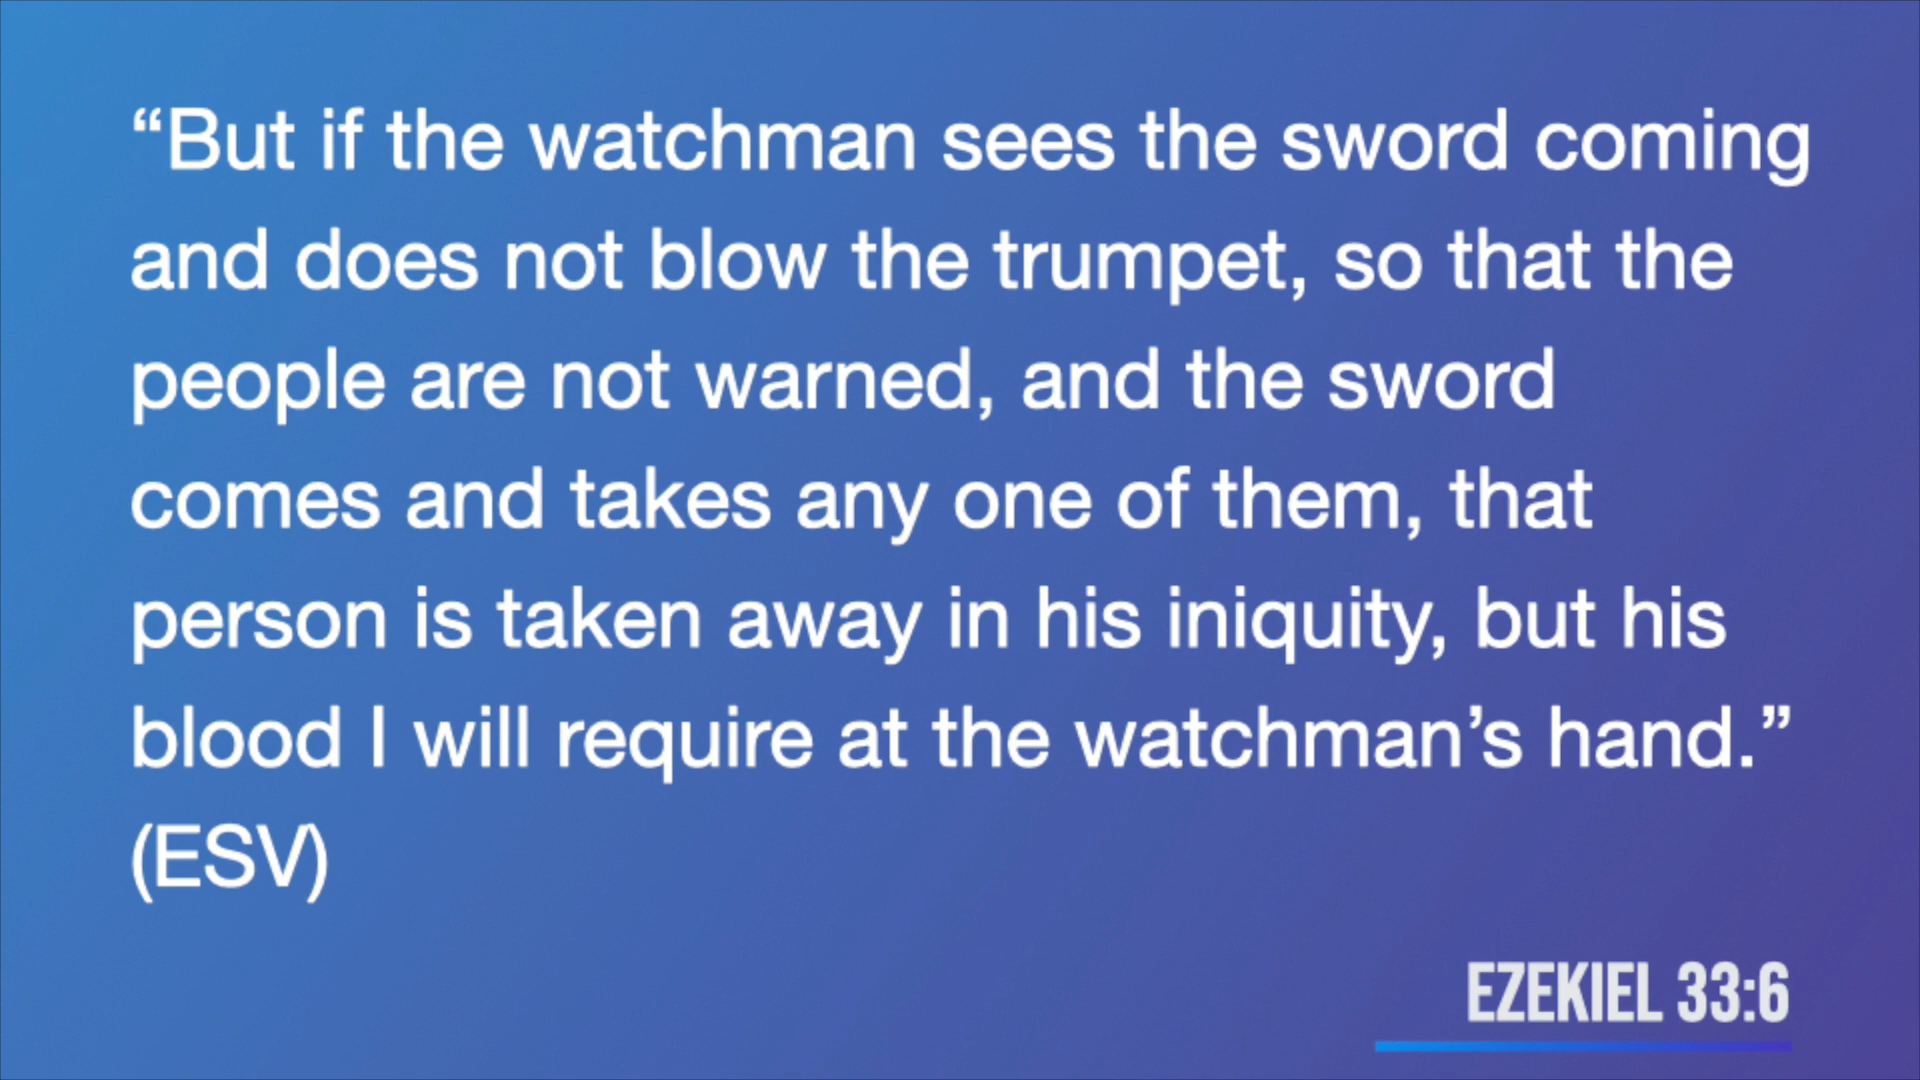 “But if the watchman sees the sword coming
and does not blow the trumpet, so that the
people are not warned, and the sword
comes and takes any one of them, that
person is taken away in his iniquity, but his
blood I will require at the watchman’s hand.”
(ESV)
EZEKIEL 33:6